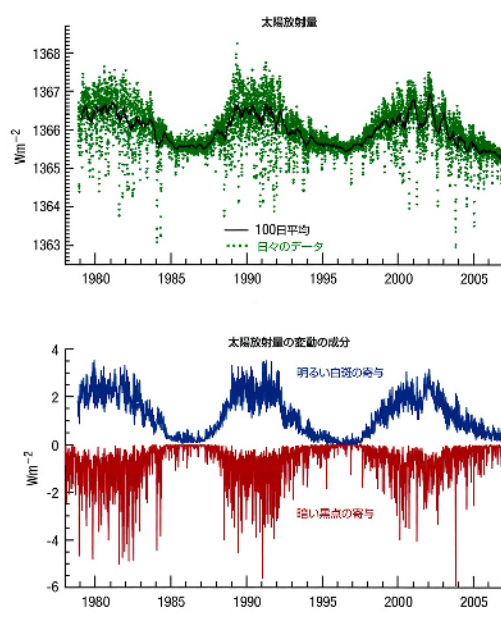 太陽放射量
1368
1367
1366
1365
1364
1363
Wm⁻²
100日平均
日々のデータ
1980 1985 1990 1995 2000 2005
太陽放射量の変動の成分
4
2
0
-2
-4
-6
Wm⁻²
明るい白斑の寄与
暗い黒点の寄与
1980 1985 1990 1995 2000 2005